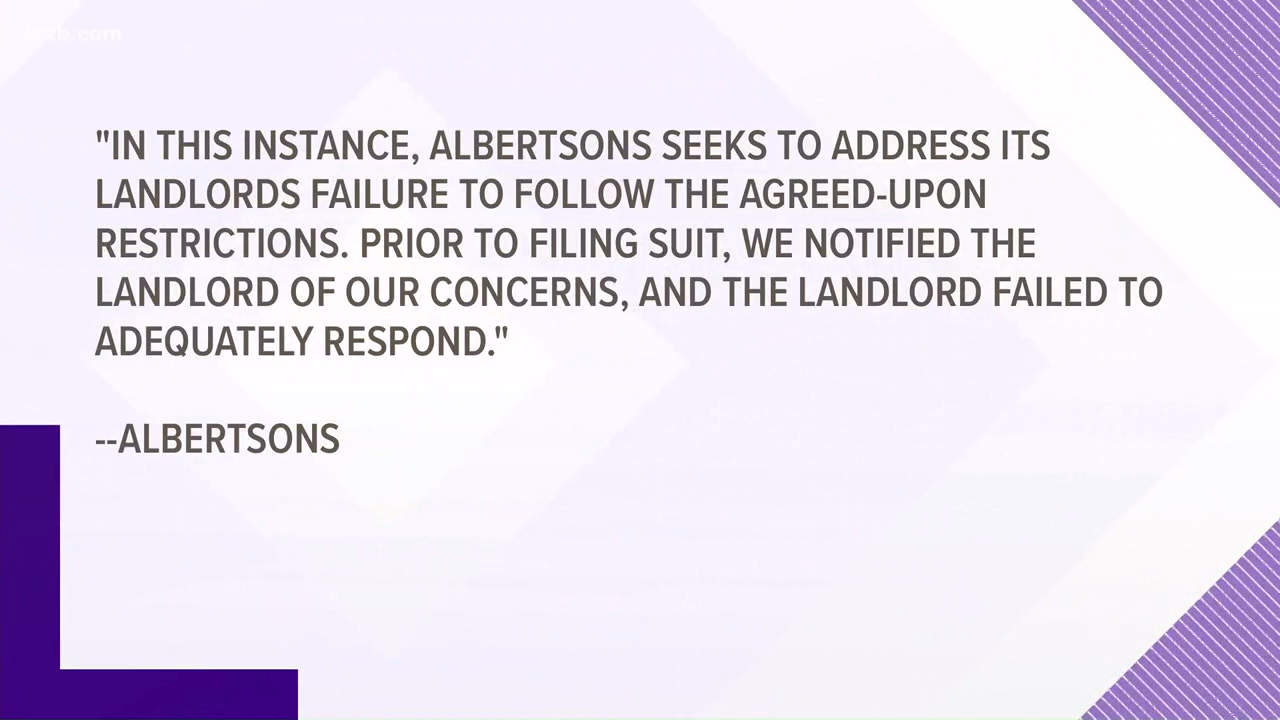 "IN THIS INSTANCE, ALBERTSONS SEEKS TO ADDRESS ITS
LANDLORDS FAILURE TO FOLLOW THE AGREED-UPON
RESTRICTIONS. PRIOR TO FILING SUIT, WE NOTIFIED THE
LANDLORD OF OUR CONCERNS, AND THE LANDLORD FAILED TO
ADEQUATELY RESPOND."
--ALBERTSONS